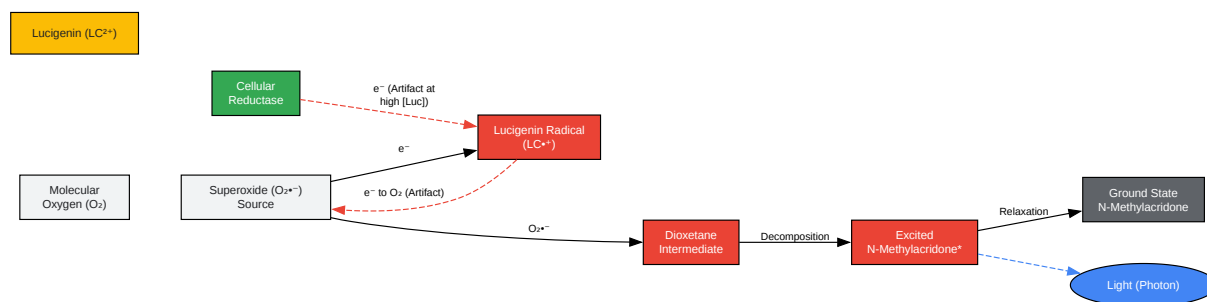 Lucigenin (LC²⁺)
Cellular
Reductase
e⁻ (Artifact at
high [Luc])
Lucigenin Radical
(LC•⁺)
e⁻
Molecular
Oxygen (O₂)
Superoxide (O₂•⁻)
Source
e⁻ to O₂ (Artifact)
O₂•⁻
Dioxetane
Intermediate
Decomposition
Excited
N-Methylacridone*
Relaxation
Ground State
N-Methylacridone
Light (Photon)